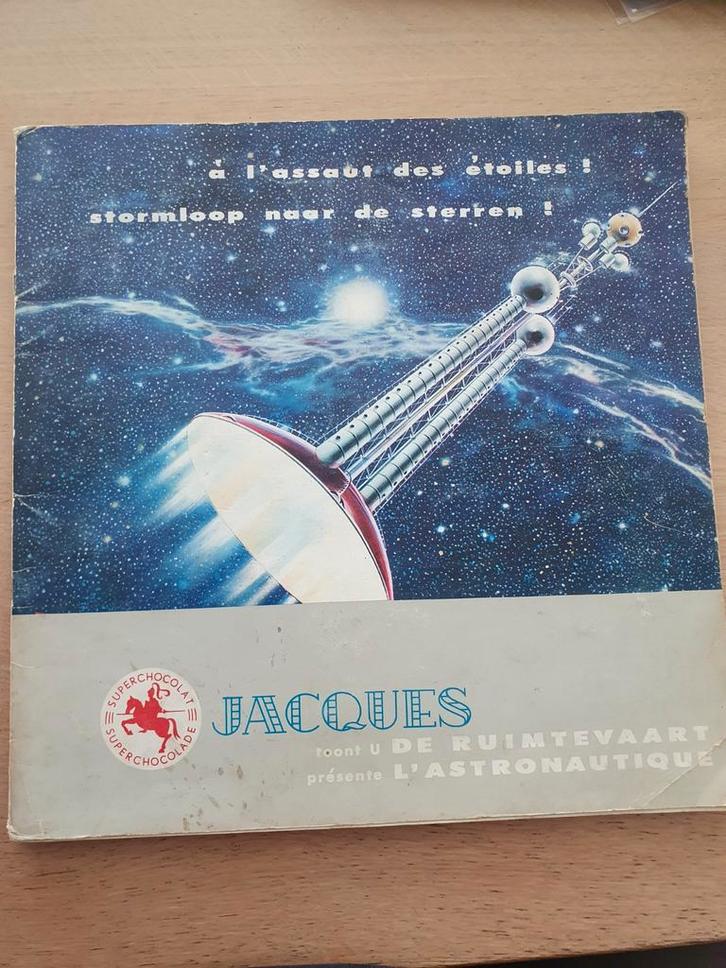 à l'assaut des étoiles !
stormloop naar de sterren !
SUPERCHOCOLAT
SUPERCHOCOLADE
JACQUES
toont U DE RUIMTEVAART
présente L'ASTRONAUTIQUE